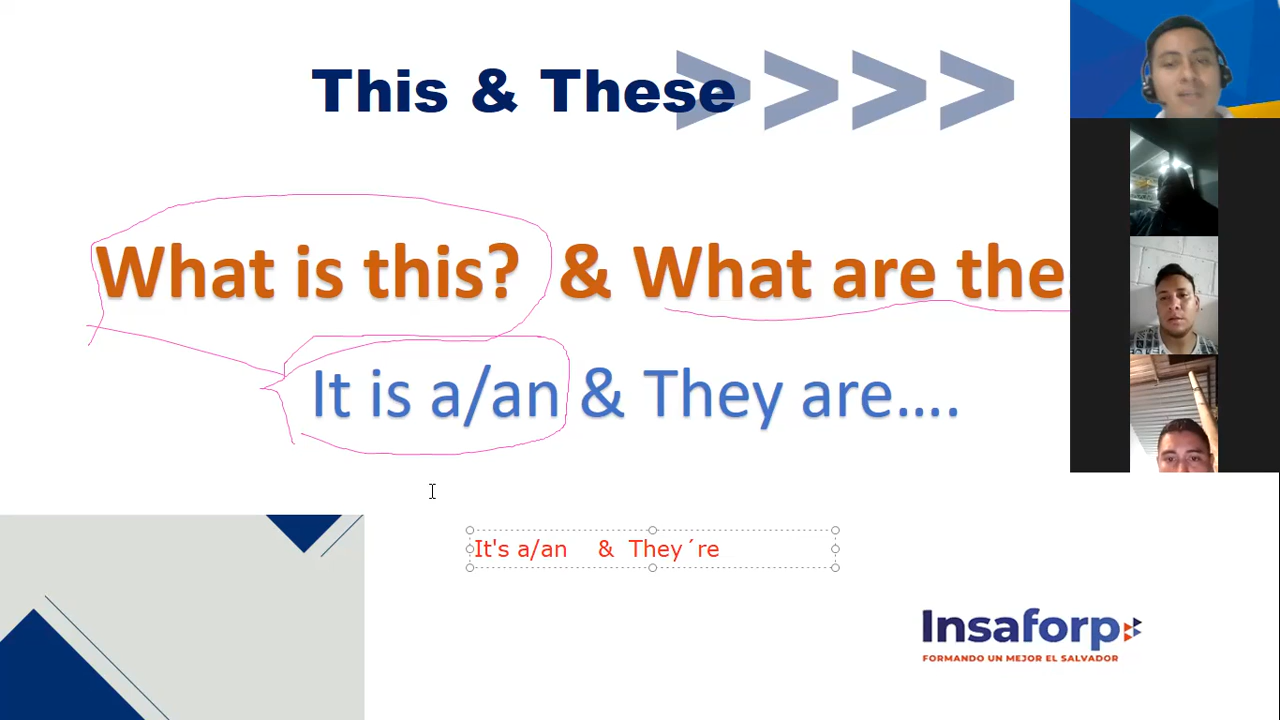 This & These
What is this? & What are the
It is a/an & They are....
It's a/an & They´re
Insaforp
FORMANDO UN MEJOR EL SALVADOR